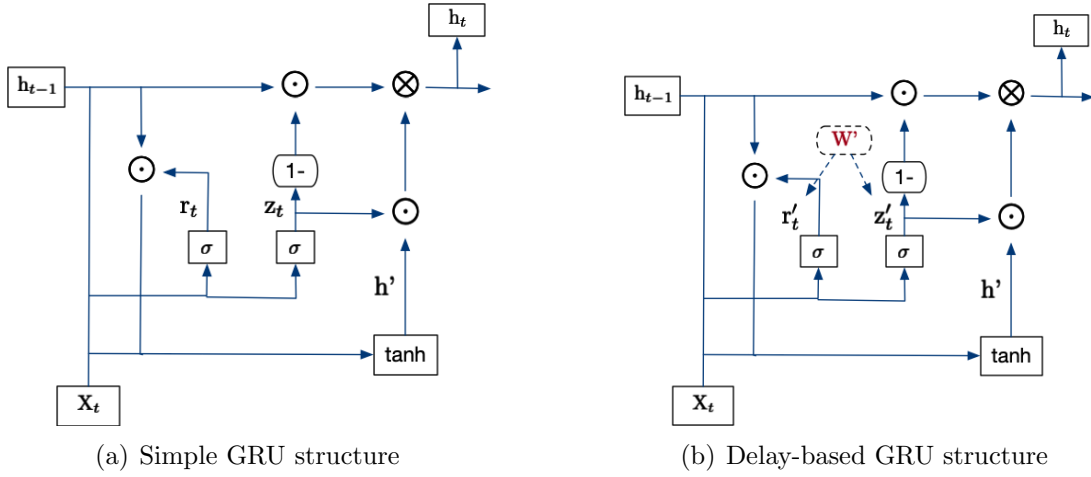 h_t
h_{t-1}
1-
r_t
z_t
σ
σ
h'
tanh
X_t
(a) Simple GRU structure
h_t
h_{t-1}
W'
1-
r'_t
z'_t
σ
σ
h'
tanh
X_t
(b) Delay-based GRU structure